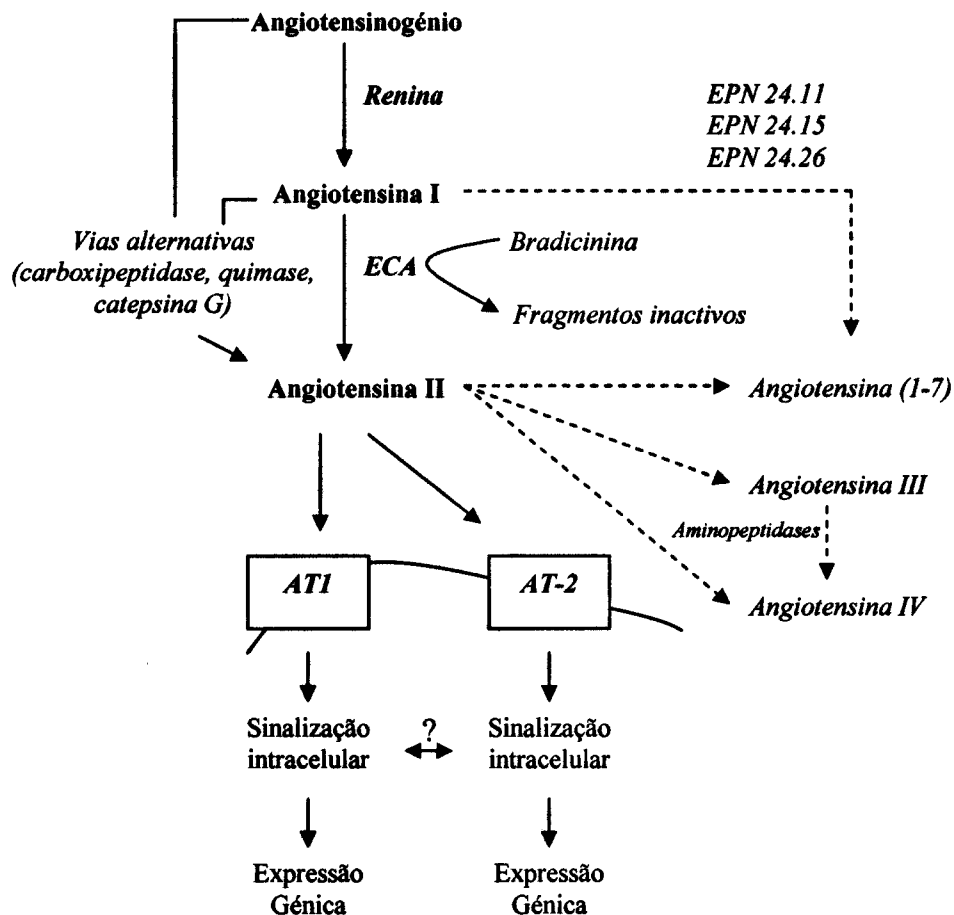 Angiotensinogénio
Renina
EPN 24.11
EPN 24.15
EPN 24.26
Angiotensina I
Vias alternativas
(carboxipeptidase, quimase,
catepsina G)
ECA
Bradicinina
Fragmentos inactivos
Angiotensina II
Angiotensina (1-7)
Angiotensina III
Aminopeptidases
Angiotensina IV
AT1
AT-2
Sinalização
intracelular
?
Sinalização
intracelular
Expressão
Génica
Expressão
Génica